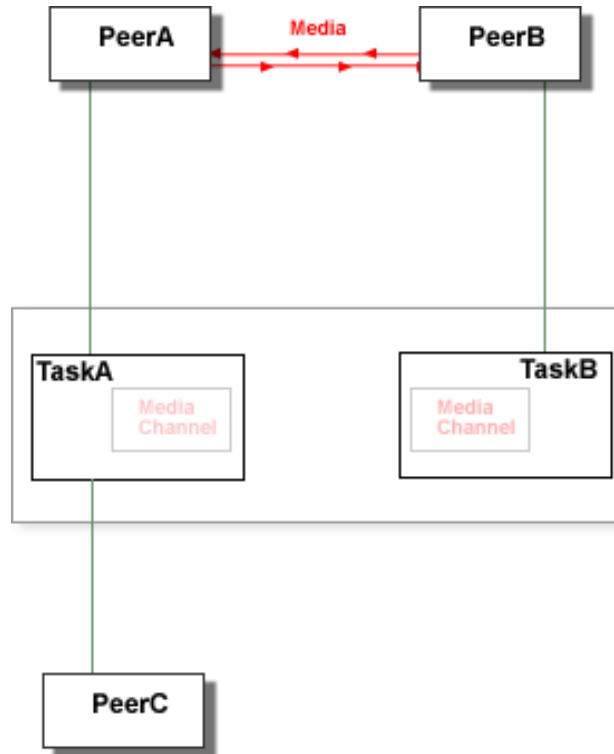 PeerA
Media
PeerB
TaskA
Media
Channel
TaskB
Media
Channel
PeerC